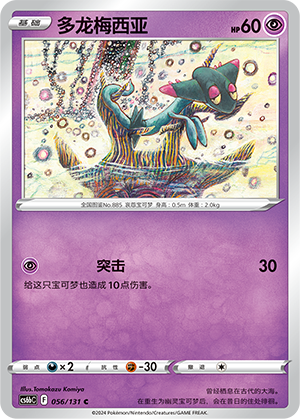 基础 多龙梅西亚 HP60
全国图鉴No.885 哀怨宝可梦 身高：0.5m 体重：2.0kg
突击 30
给这只宝可梦也造成10点伤害。
弱点 ×2 抗性 -30 撤退
Illus.Tomokazu Komiya
CS6bC F 056/131 C
曾经栖息在古代的大海。
在重生为幽灵宝可梦后，会在昔日的住处徘徊。
©2024 Pokémon/Nintendo/Creatures/GAME FREAK.